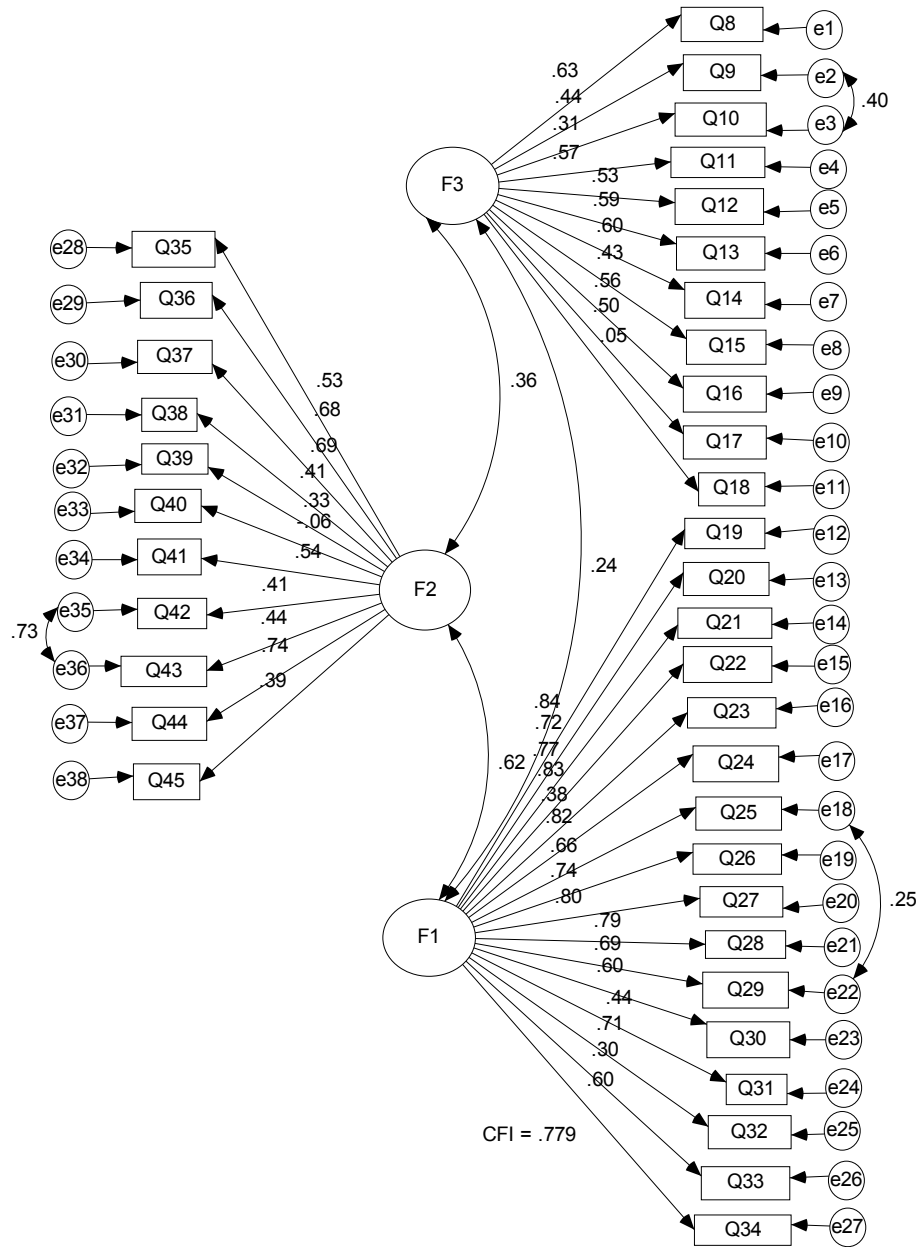 Q8
e1
Q9
e2
.40
Q10
e3
Q11
e4
Q12
e5
Q13
e6
Q14
e7
Q15
e8
Q16
e9
Q17
e10
Q18
e11
F3
.63
.44
.31
.57
.53
.59
.60
.43
.56
.50
.05
.36
.24
e28
Q35
e29
Q36
e30
Q37
e31
Q38
e32
Q39
e33
Q40
e34
Q41
e35
Q42
.73
e36
Q43
e37
Q44
e38
Q45
.53
.68
.69
.41
.33
-.06
.54
.41
.44
.74
.39
F2
.62
Q19
e12
Q20
e13
Q21
e14
Q22
e15
Q23
e16
Q24
e17
Q25
e18
Q26
e19
Q27
e20
.25
Q28
e21
Q29
e22
Q30
e23
Q31
e24
Q32
e25
Q33
e26
Q34
e27
.84
.72
.77
.83
.38
.82
.66
.74
.80
.79
.69
.60
.44
.71
.30
.60
F1
CFI = .779